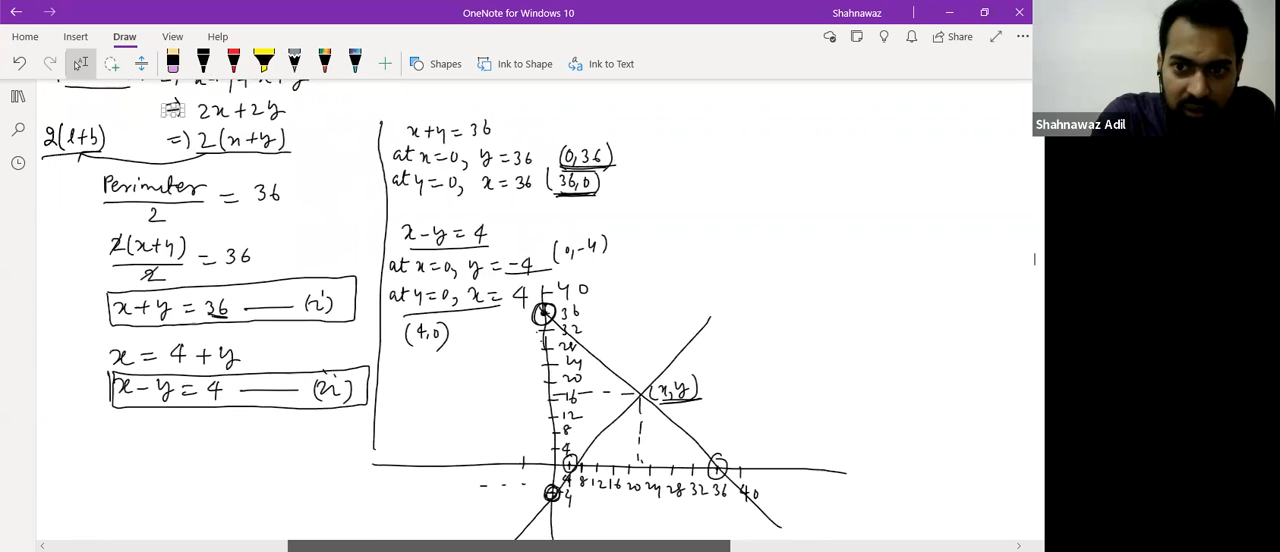 OneNote for Windows 10
Shahnawaz
Home Insert Draw View Help
Share
Shapes Ink to Shape Ink to Text
Shahnawaz Adil
=) 2x+2y
2(l+b) =) 2(x+y)
Perimeter/2 = 36
2(x+y)/2 = 36
x+y = 36 —— (i)
x = 4+y
x-y = 4 —— (ii)
x+y = 36
at x=0, y = 36 (0,36)
at y=0, x = 36 (36,0)
x-y = 4
at x=0, y = -4 (0,-4)
at y=0, x = 4
(4,0)
40
36
32
28
24
20
16
12
8
4
(x,y)
4 8 12 16 20 24 28 32 36 40
-4